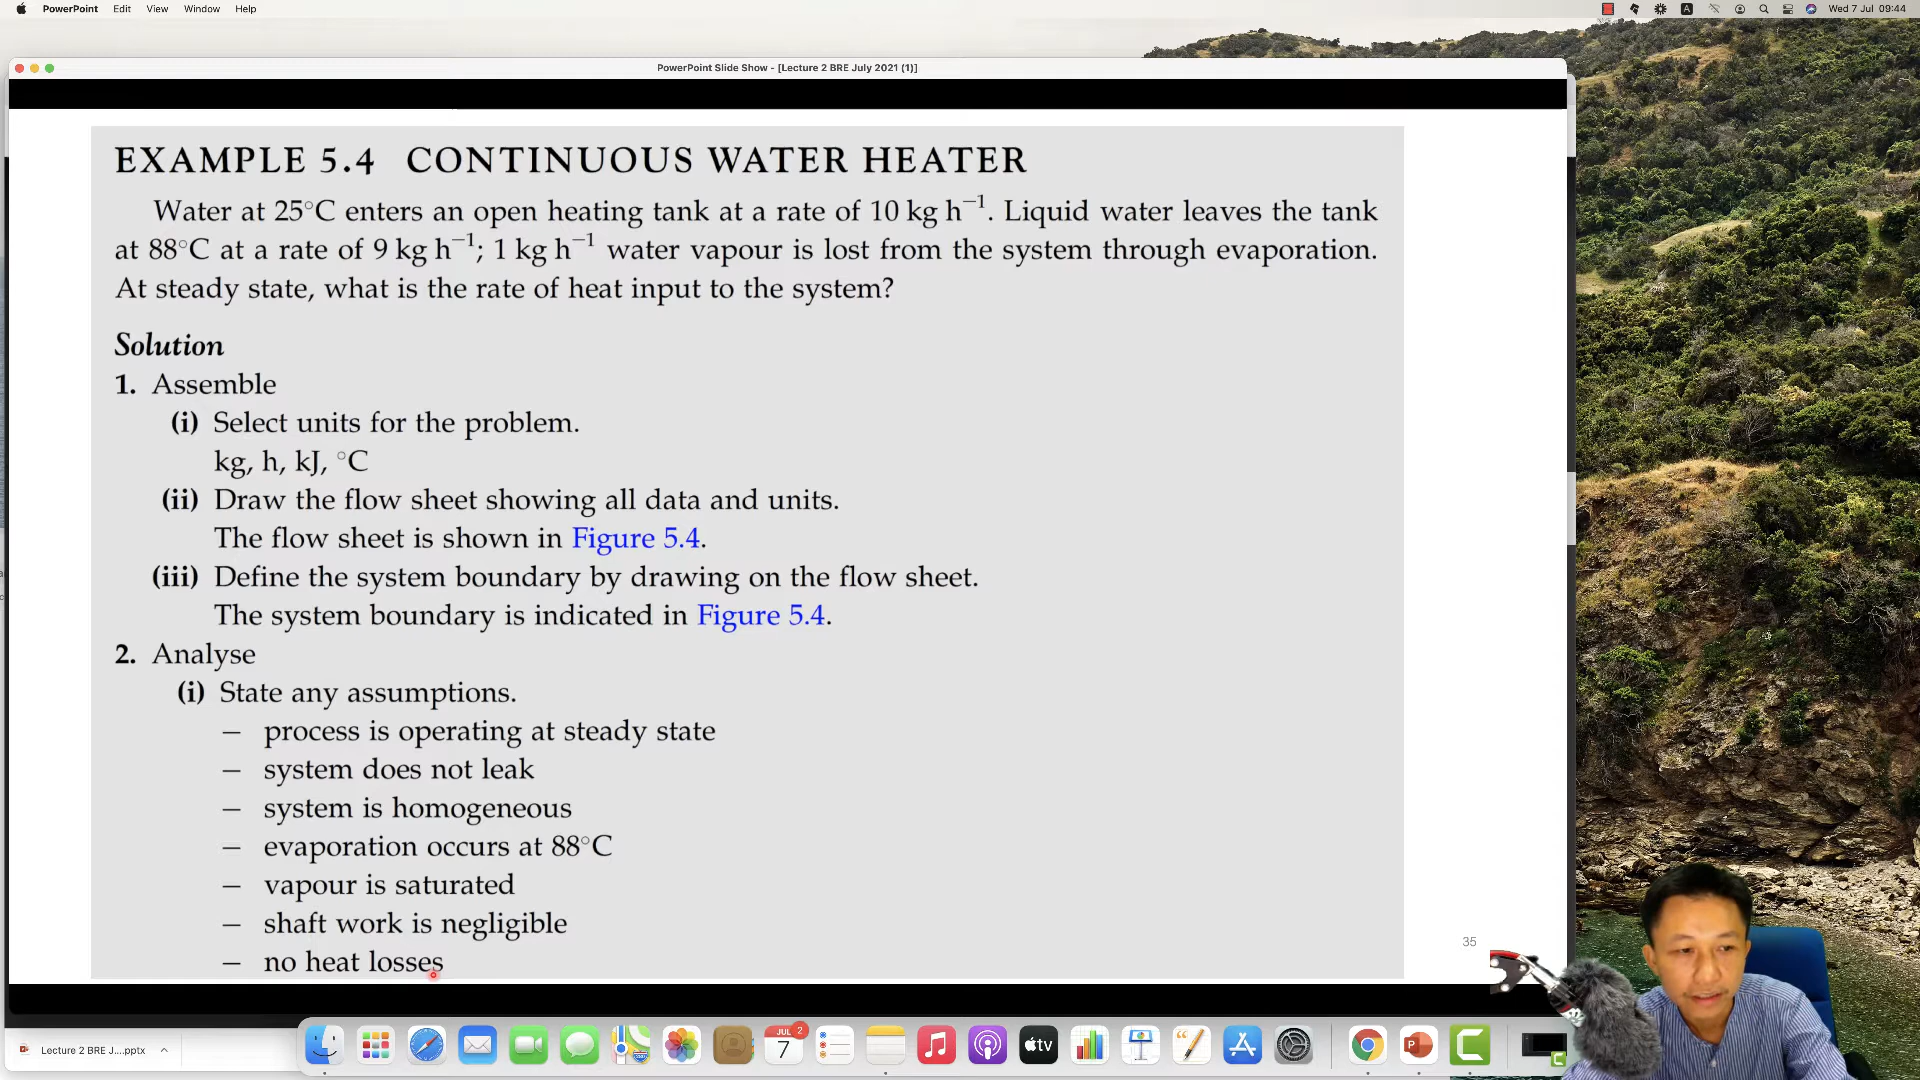 PowerPoint Edit View Window Help
Wed 7 Jul 09:44
PowerPoint Slide Show - [Lecture 2 BRE July 2021 (1)]
EXAMPLE 5.4 CONTINUOUS WATER HEATER
Water at 25°C enters an open heating tank at a rate of 10 kg h⁻¹. Liquid water leaves the tank
at 88°C at a rate of 9 kg h⁻¹; 1 kg h⁻¹ water vapour is lost from the system through evaporation.
At steady state, what is the rate of heat input to the system?
Solution
1. Assemble
(i) Select units for the problem.
kg, h, kJ, °C
(ii) Draw the flow sheet showing all data and units.
The flow sheet is shown in Figure 5.4.
(iii) Define the system boundary by drawing on the flow sheet.
The system boundary is indicated in Figure 5.4.
2. Analyse
(i) State any assumptions.
– process is operating at steady state
– system does not leak
– system is homogeneous
– evaporation occurs at 88°C
– vapour is saturated
– shaft work is negligible
– no heat losses
35
Lecture 2 BRE J....pptx
JUL
2
7
tv